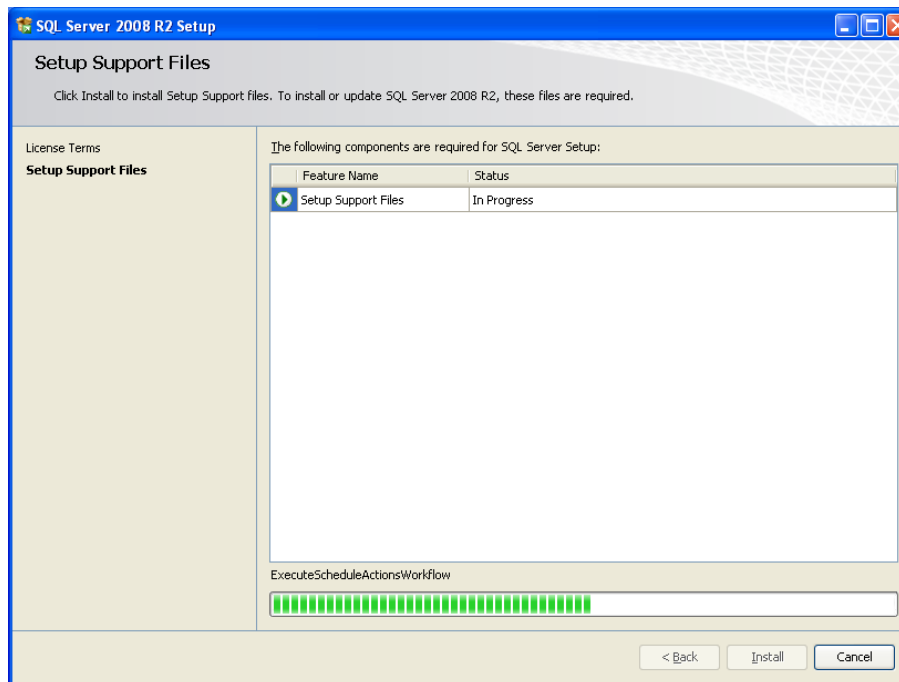 SQL Server 2008 R2 Setup
Setup Support Files
Click Install to install Setup Support files. To install or update SQL Server 2008 R2, these files are required.
License Terms
Setup Support Files
The following components are required for SQL Server Setup:
Feature Name Status
Setup Support Files In Progress
ExecuteScheduleActionsWorkflow
< Back Install Cancel